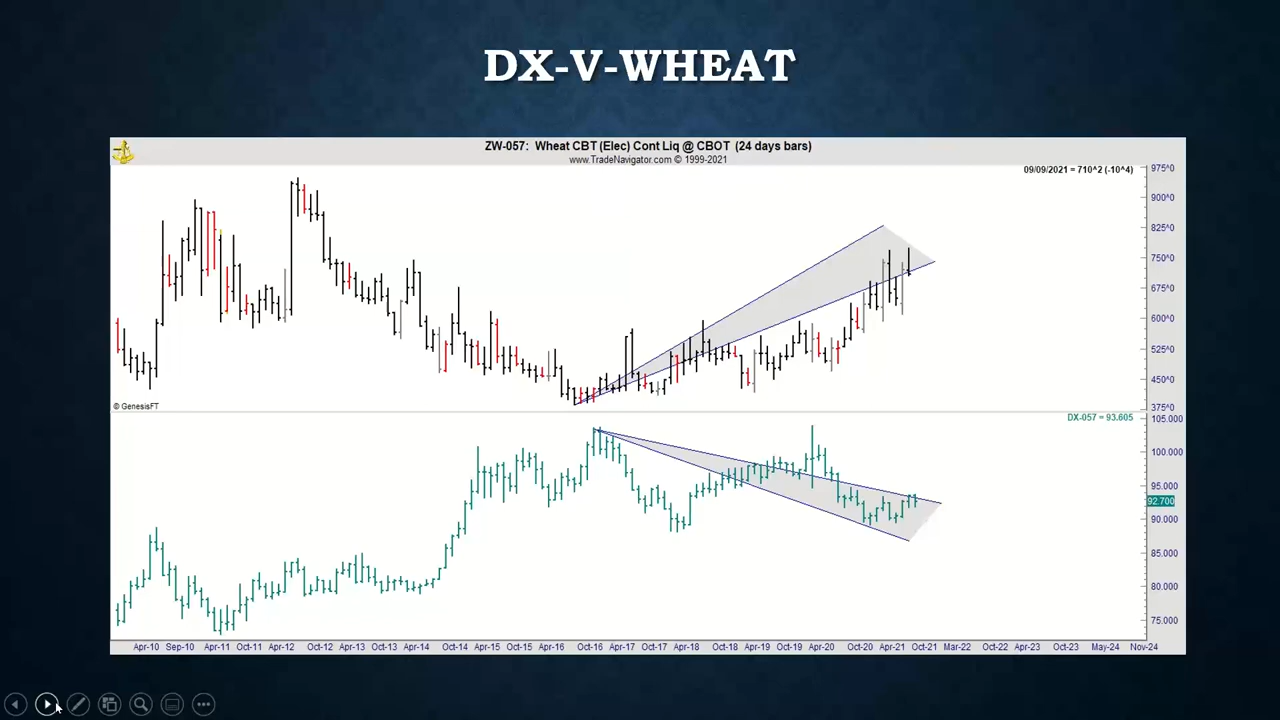 DX-V-WHEAT
ZW-057: Wheat CBT (Elec) Cont Liq @ CBOT (24 days bars)
www.TradeNavigator.com © 1999-2021
09/09/2021 = 710^2 (-10^4)
975^0
900^0
825^0
750^0
675^0
600^0
525^0
450^0
375^0
© GenesisFT
DX-057 = 93.605
105.000
100.000
95.000
92.700
90.000
85.000
80.000
75.000
Apr-10 Sep-10 Apr-11 Oct-11 Apr-12 Oct-12 Apr-13 Oct-13 Apr-14 Oct-14 Apr-15 Oct-15 Apr-16 Oct-16 Apr-17 Oct-17 Apr-18 Oct-18 Apr-19 Oct-19 Apr-20 Oct-20 Apr-21 Oct-21 Mar-22 Oct-22 Apr-23 Oct-23 May-24 Nov-24